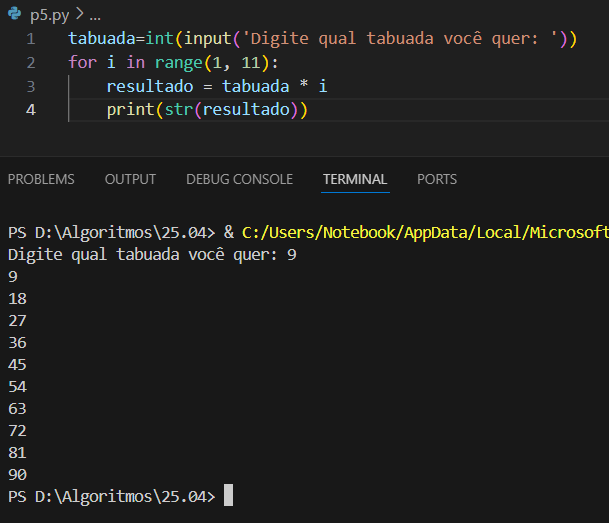 p5.py > ...
1 tabuada=int(input('Digite qual tabuada você quer: '))
2 for i in range(1, 11):
3     resultado = tabuada * i
4     print(str(resultado))
PROBLEMS OUTPUT DEBUG CONSOLE TERMINAL PORTS
PS D:\Algoritmos\25.04> & C:/Users/Notebook/AppData/Local/Microsoft
Digite qual tabuada você quer: 9
9
18
27
36
45
54
63
72
81
90
PS D:\Algoritmos\25.04>